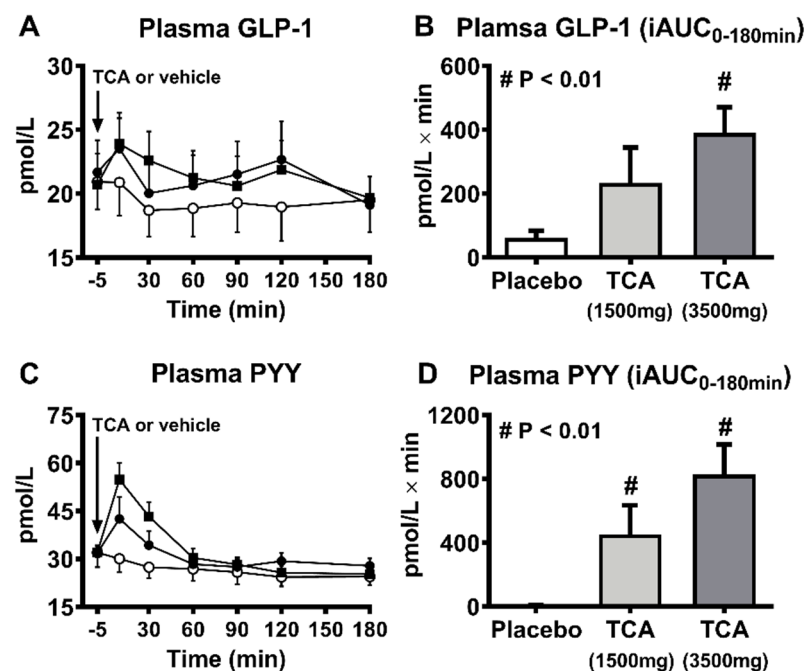 A Plasma GLP-1
TCA or vehicle
30
25
20
15
pmol/L
-5 30 60 90 120 150 180
Time (min)
B Plamsa GLP-1 (iAUC0-180min)
# P < 0.01
#
600
400
200
0
pmol/L × min
Placebo TCA TCA
(1500mg) (3500mg)
C Plasma PYY
TCA or vehicle
75
60
45
30
15
pmol/L
-5 30 60 90 120 150 180
Time (min)
D Plasma PYY (iAUC0-180min)
# P < 0.01
#
#
1200
800
400
0
pmol/L × min
Placebo TCA TCA
(1500mg) (3500mg)